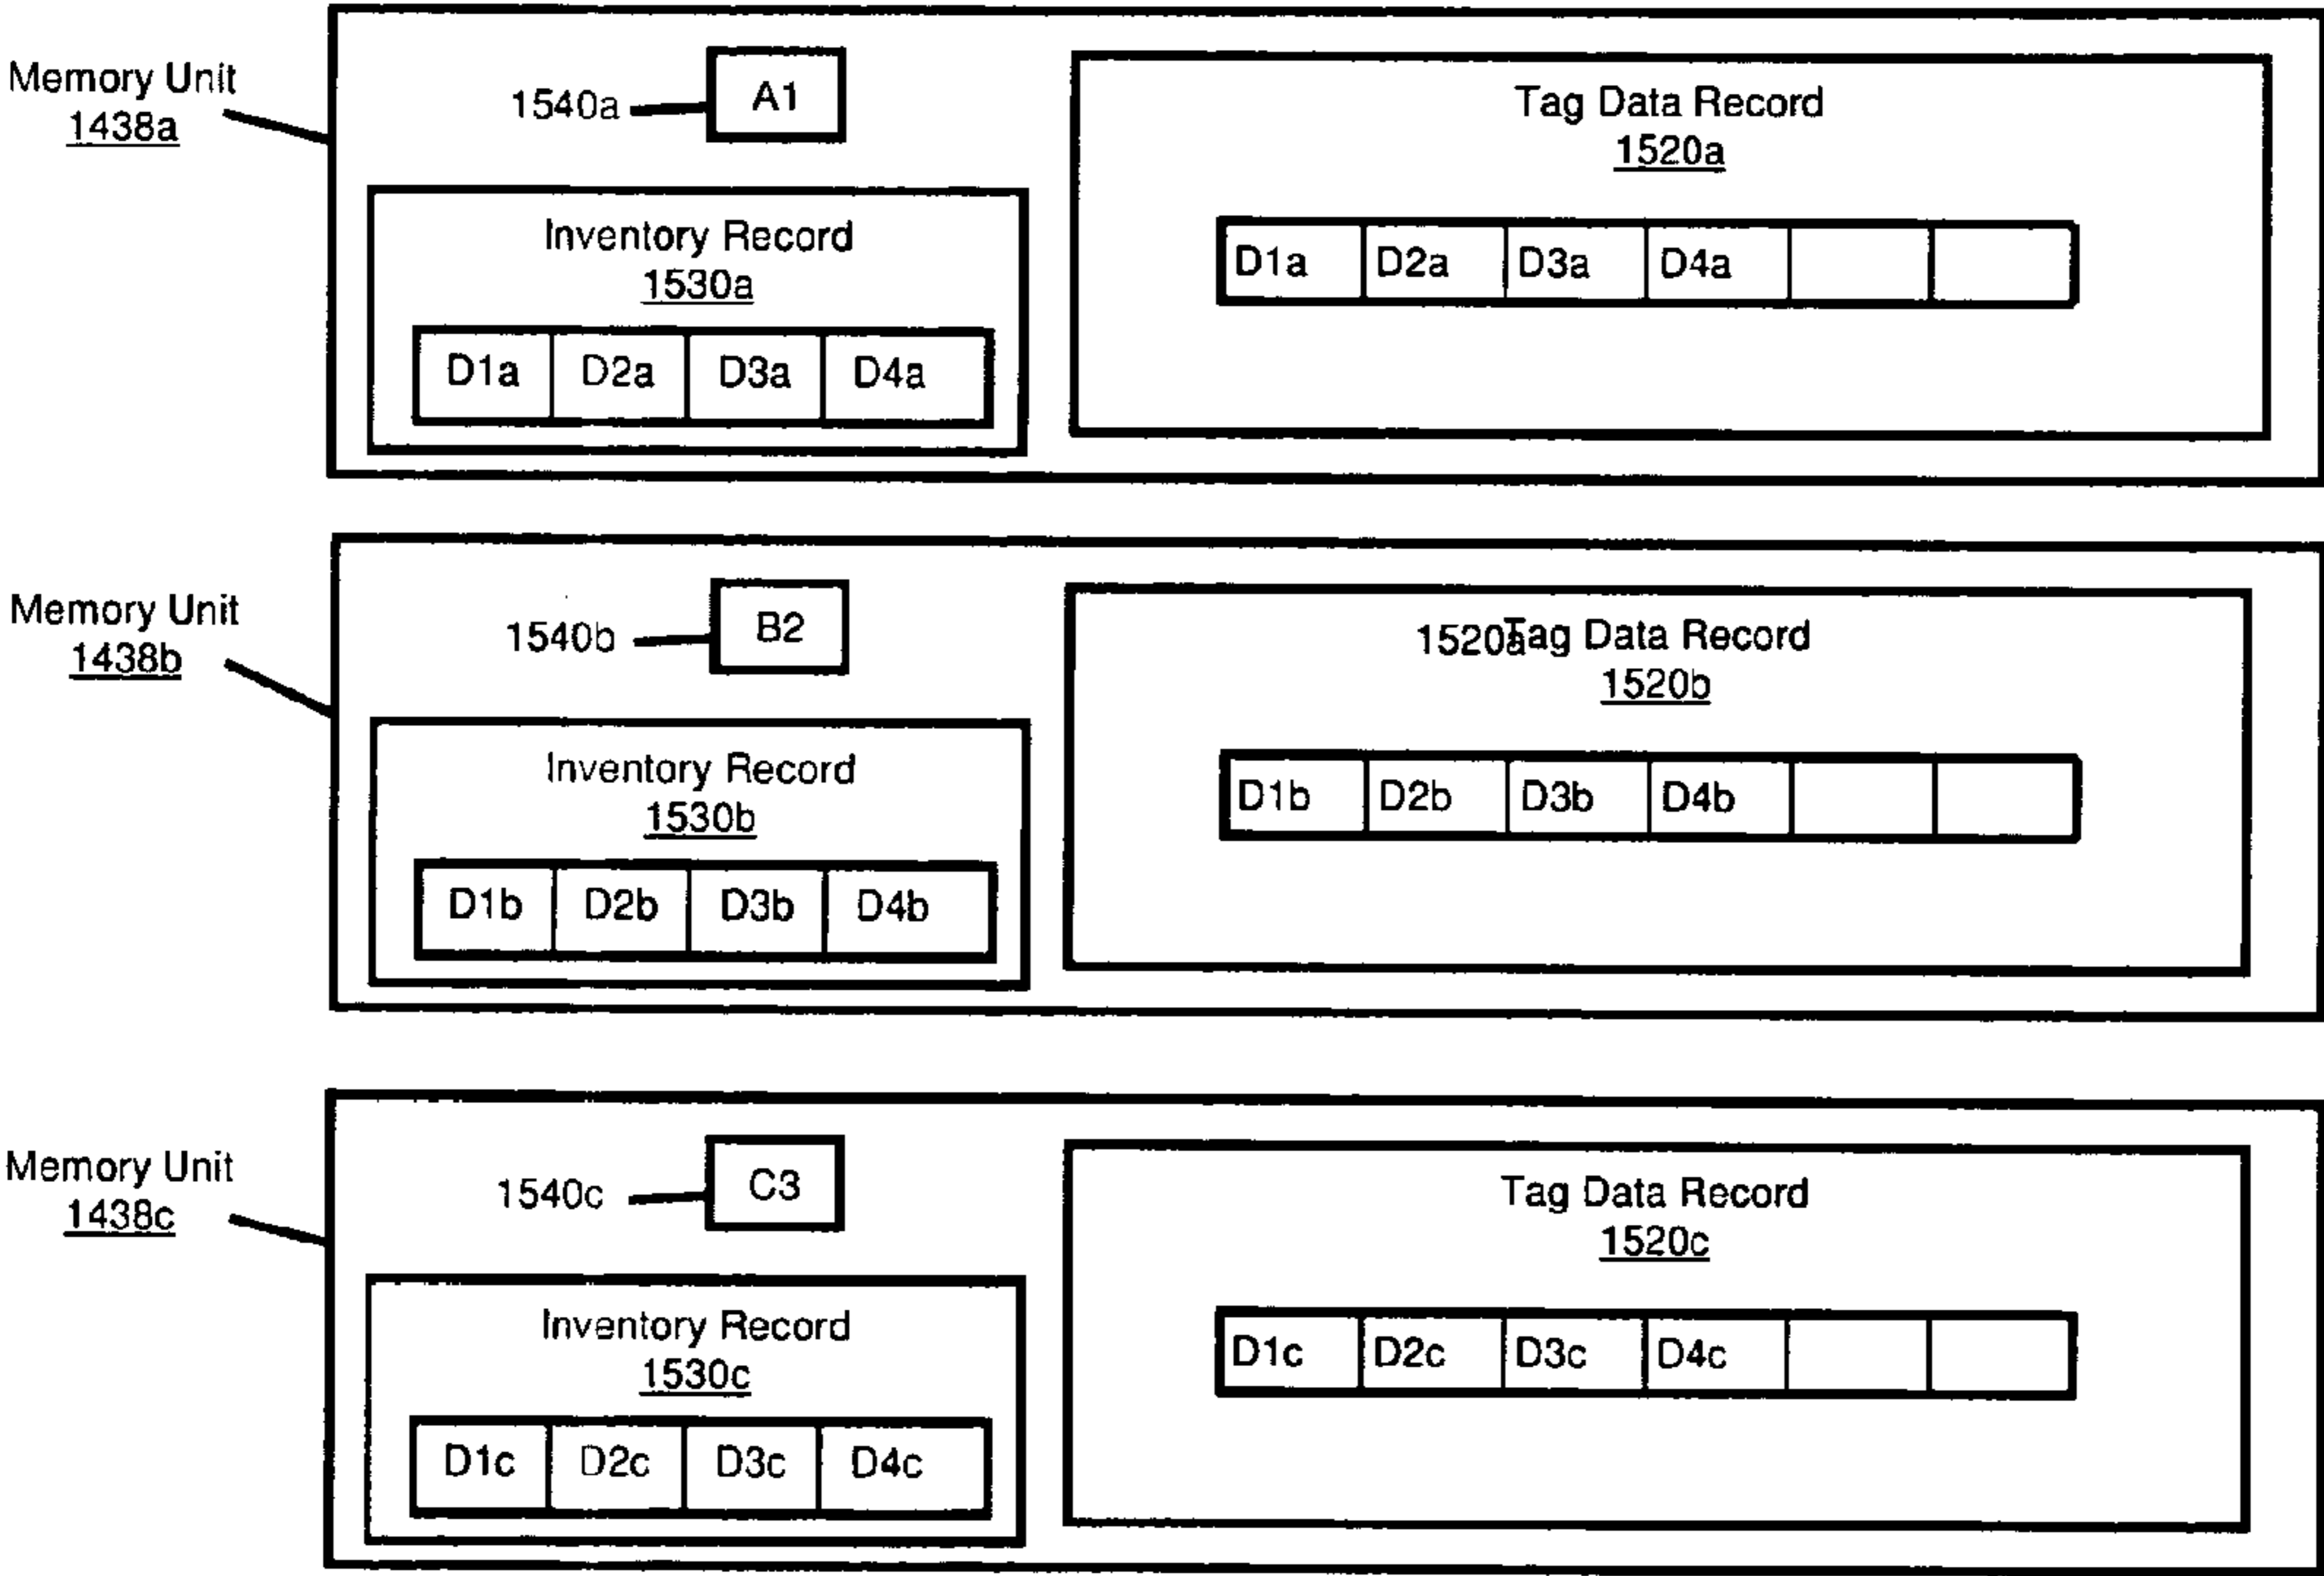 Memory Unit
1438a
1540a
A1
Tag Data Record
1520a
Inventory Record
1530a
D1a D2a D3a D4a
D1a D2a D3a D4a
Memory Unit
1438b
1540b
B2
1520a Tag Data Record
1520b
Inventory Record
1530b
D1b D2b D3b D4b
D1b D2b D3b D4b
Memory Unit
1438c
1540c
C3
Tag Data Record
1520c
Inventory Record
1530c
D1c D2c D3c D4c
D1c D2c D3c D4c